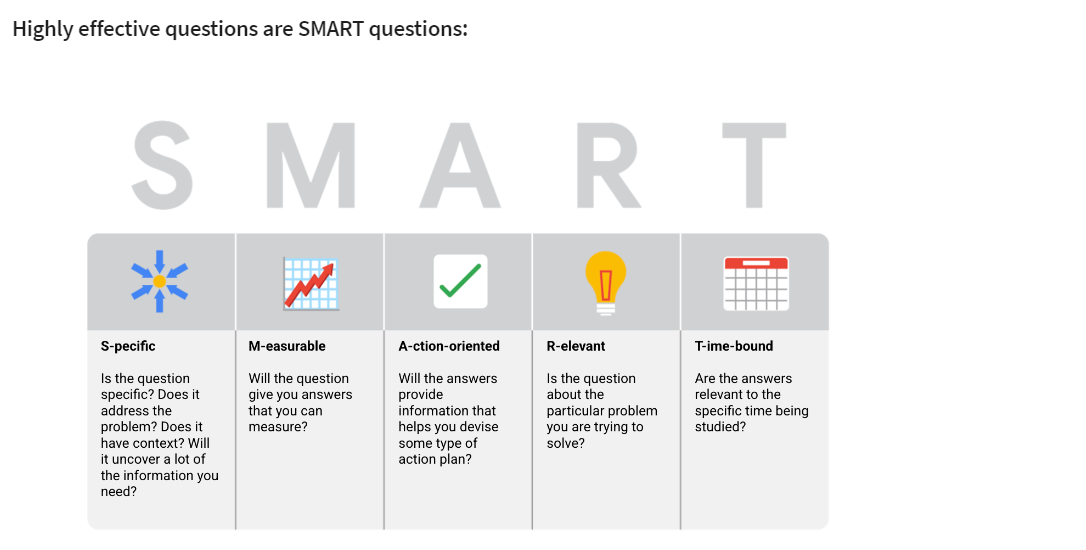 Highly effective questions are SMART questions:
S M A R T
S-pecific
Is the question
specific? Does it
address the
problem? Does it
have context? Will
it uncover a lot of
the information you
need?
M-easurable
Will the question
give you answers
that you can
measure?
A-ction-oriented
Will the answers
provide
information that
helps you devise
some type of
action plan?
R-elevant
Is the question
about the
particular problem
you are trying to
solve?
T-ime-bound
Are the answers
relevant to the
specific time being
studied?